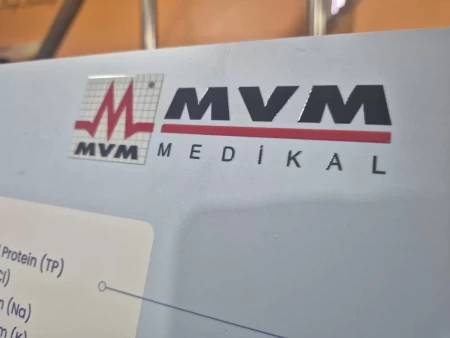 MVM
MVM
MEDİKAL
Protein (TP)
(Na)